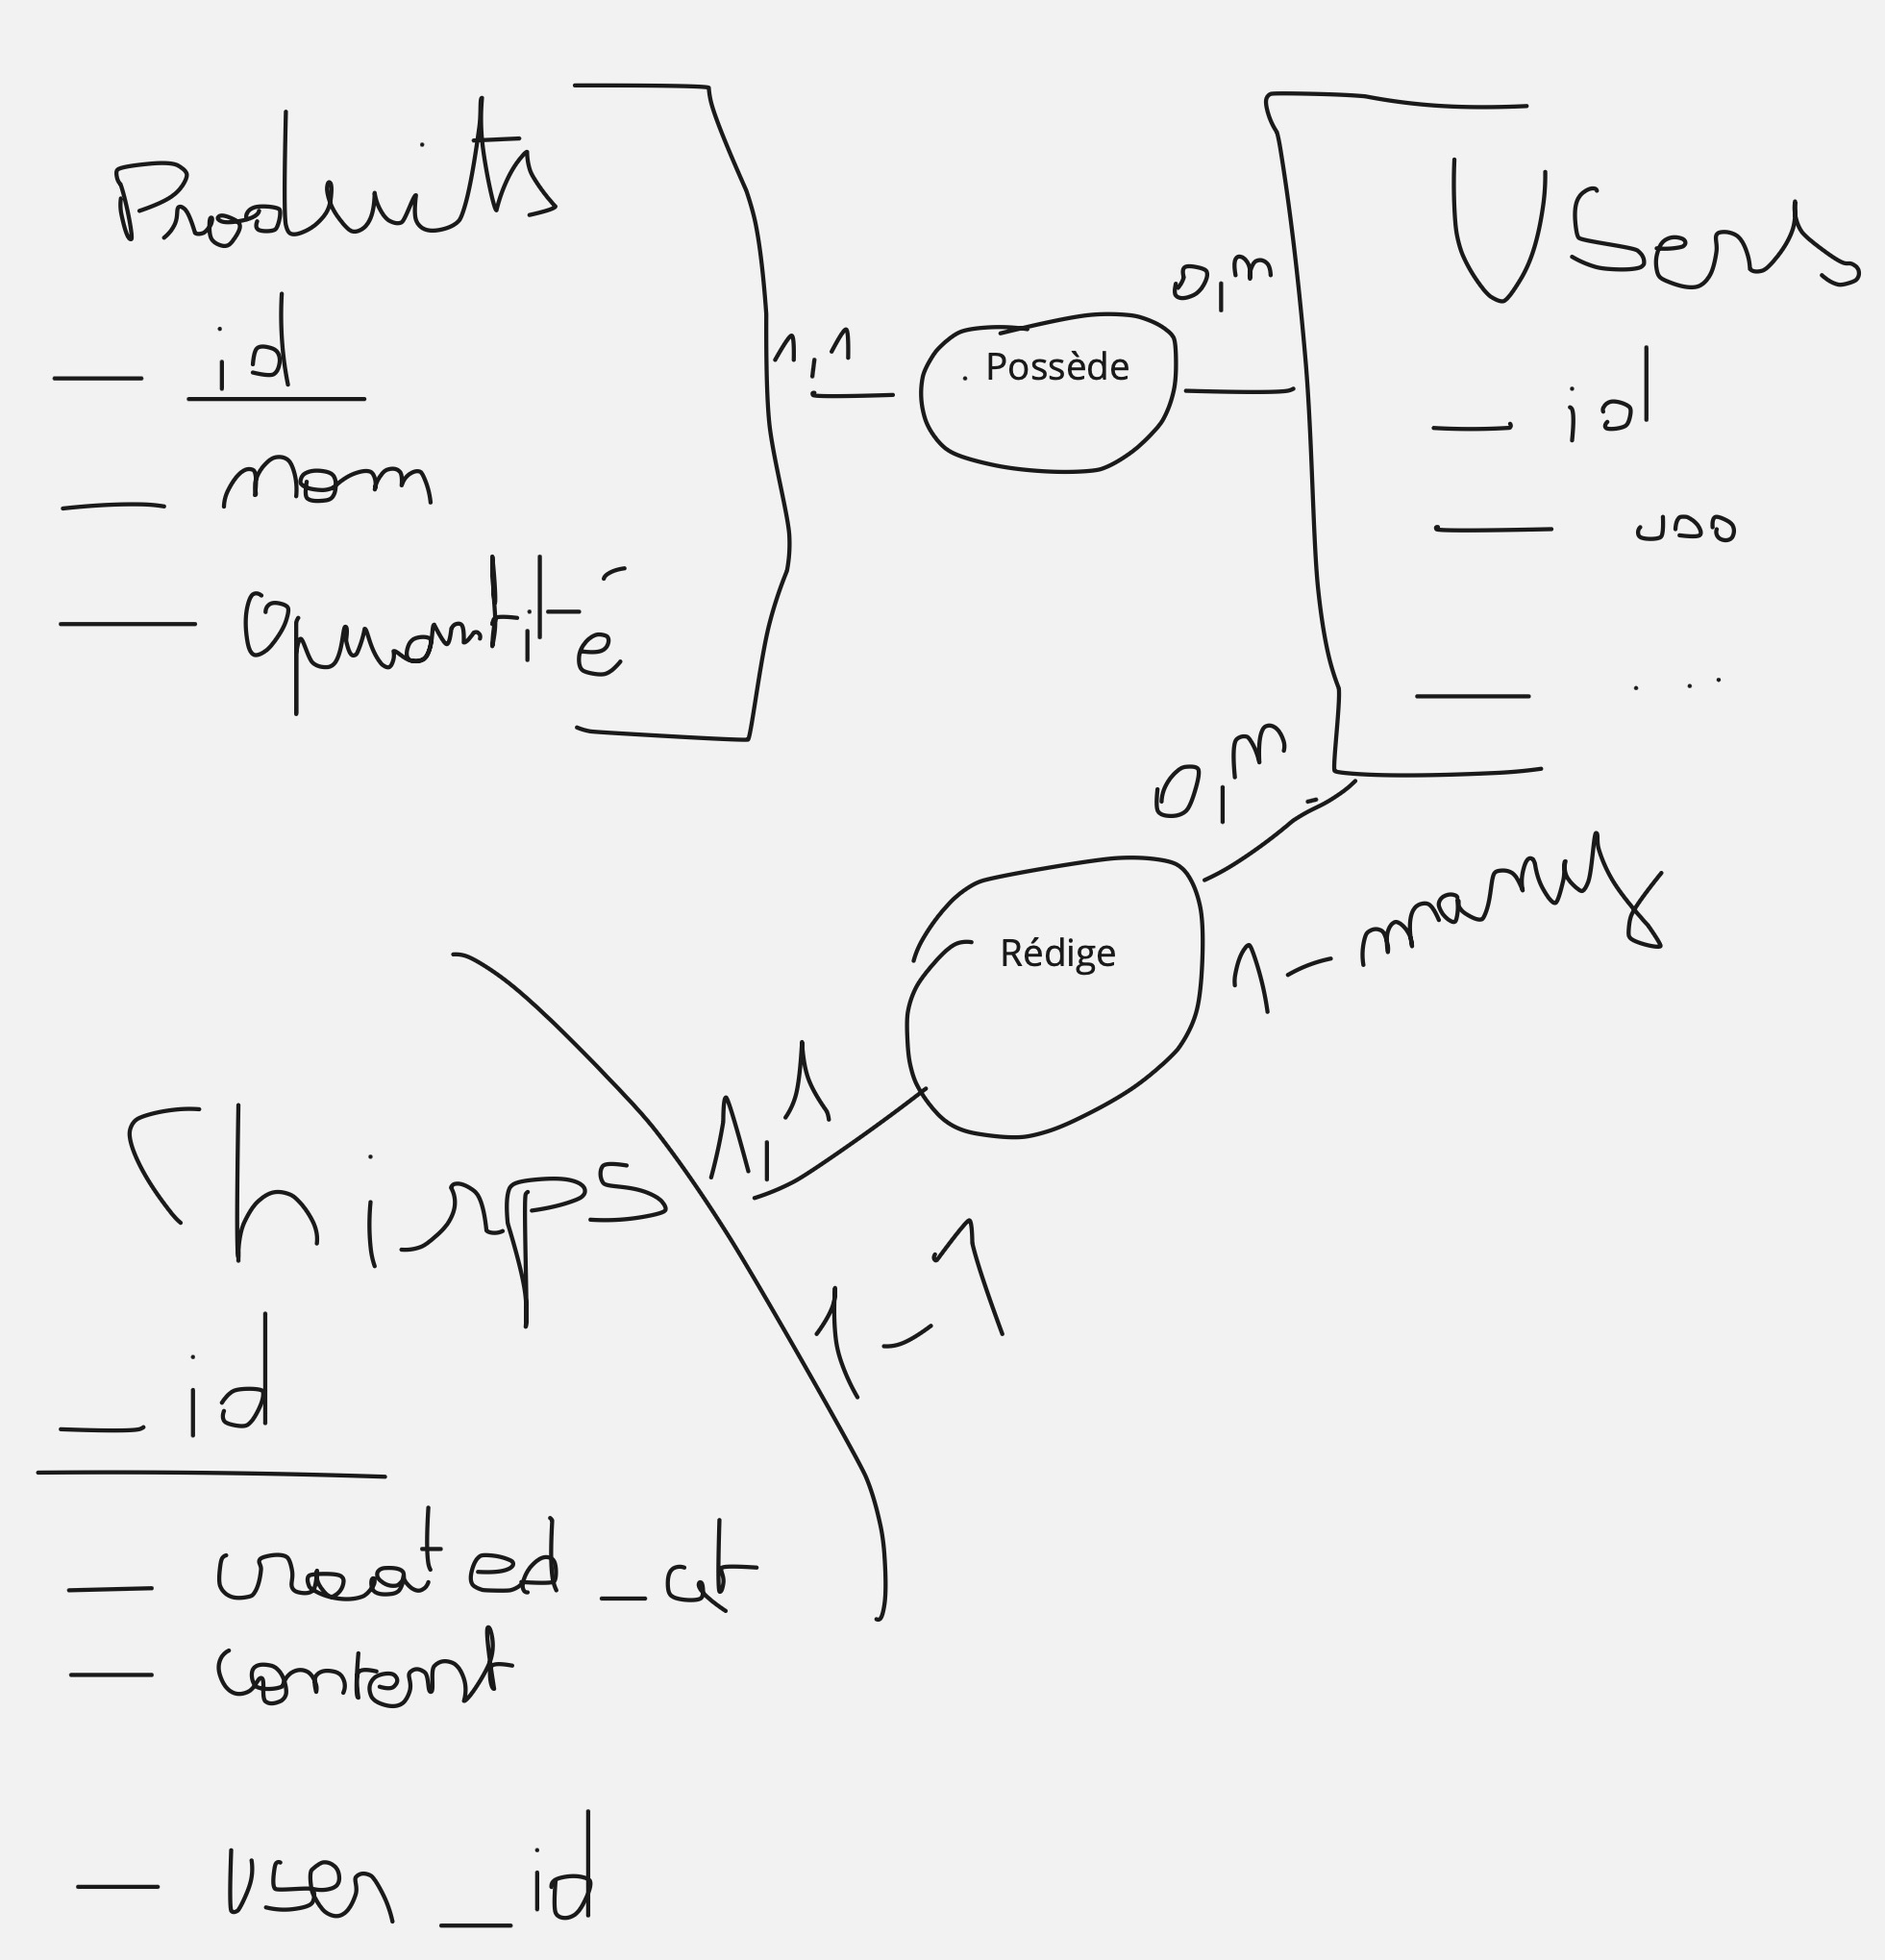 Produits
— id
— nom
— Quantité
1,1
Possède
0,n
Users
— id
—
— ...
0,n
Rédige
1-many
1,1
1-1
Chirps
— id
— created_at
— content
— user_id